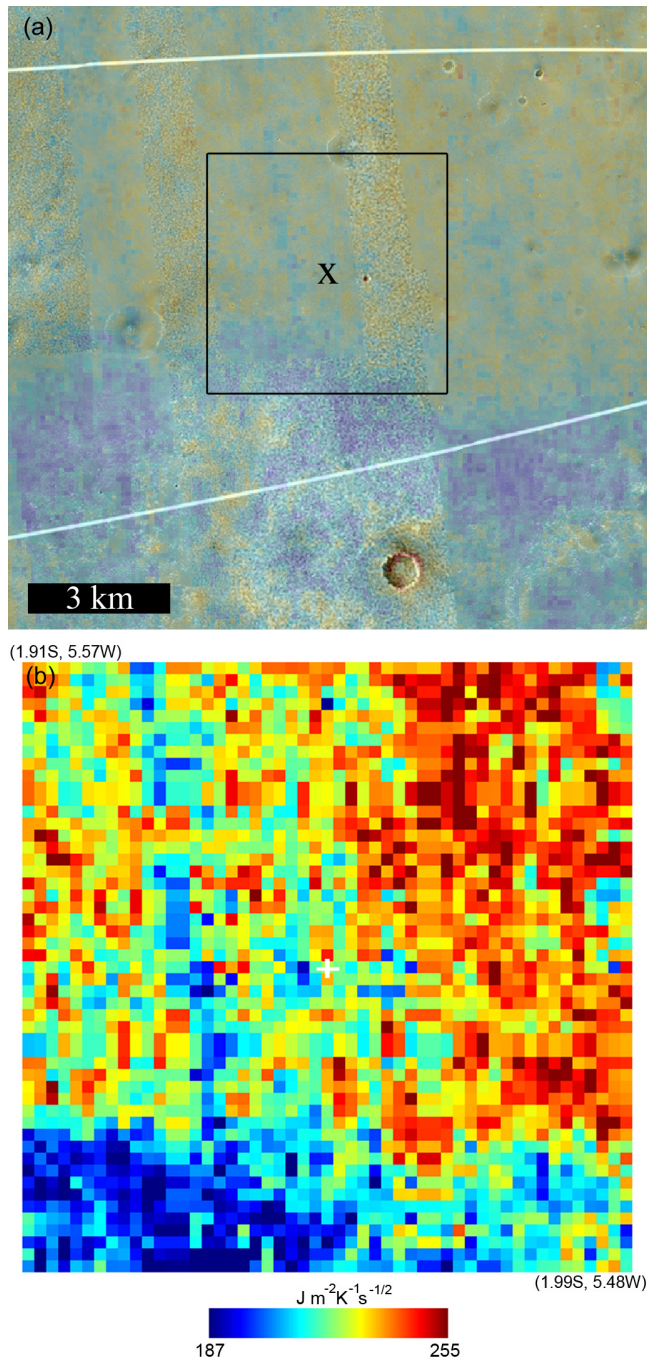 (a)
X
3 km
(1.91S, 5.57W)
(b)
(1.99S, 5.48W)
J m⁻²K⁻¹s⁻¹/²
187 255